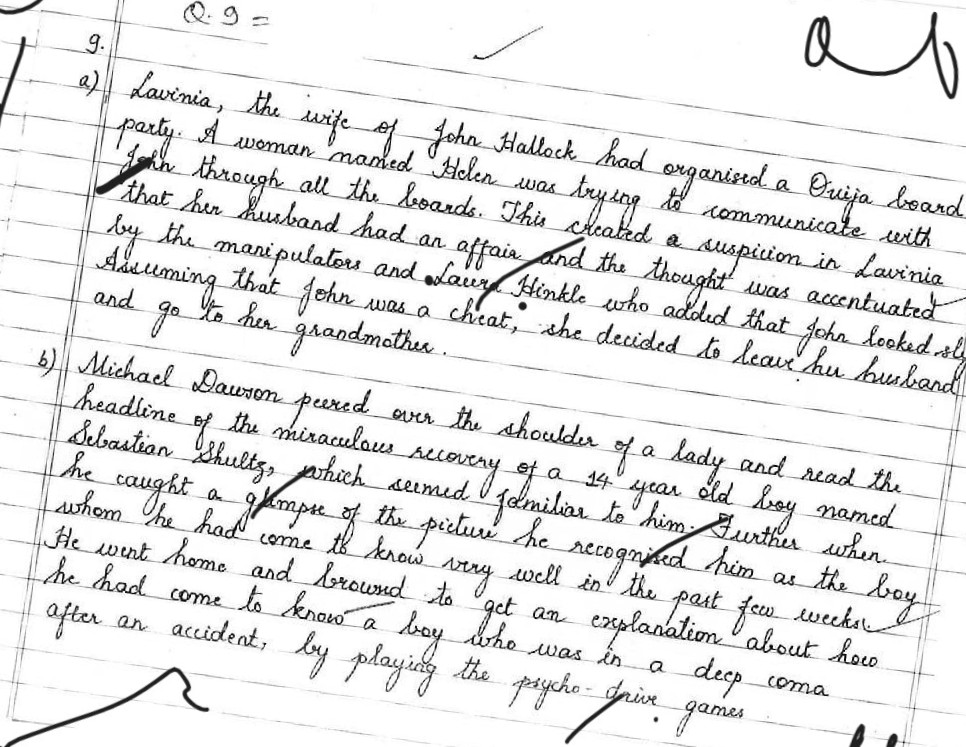 Q. 9 =
9.
a) Lavinia, the wife of John Hallock had organised a Ouija board
party. A woman named Helen was trying to communicate with
John through all the boards. This created a suspicion in Lavinia
that her husband had an affair and the thought was accentuated
by the manipulators and Laura Hinkle who added that John looked sly
Assuming that John was a cheat, she decided to leave her husband
and go to her grandmother.
b) Michael Dawson peered over the shoulder of a lady and read the
headline of the miraculous recovery of a 14 year old boy named
Sebastian Shultz, which seemed familiar to him. Further when
he caught a glimpse of the picture he recognised him as the boy
whom he had come to know very well in the past few weeks.
He went home and browsed to get an explanation about how
he had come to know a boy who was in a deep coma
after an accident, by playing the psycho-drive games